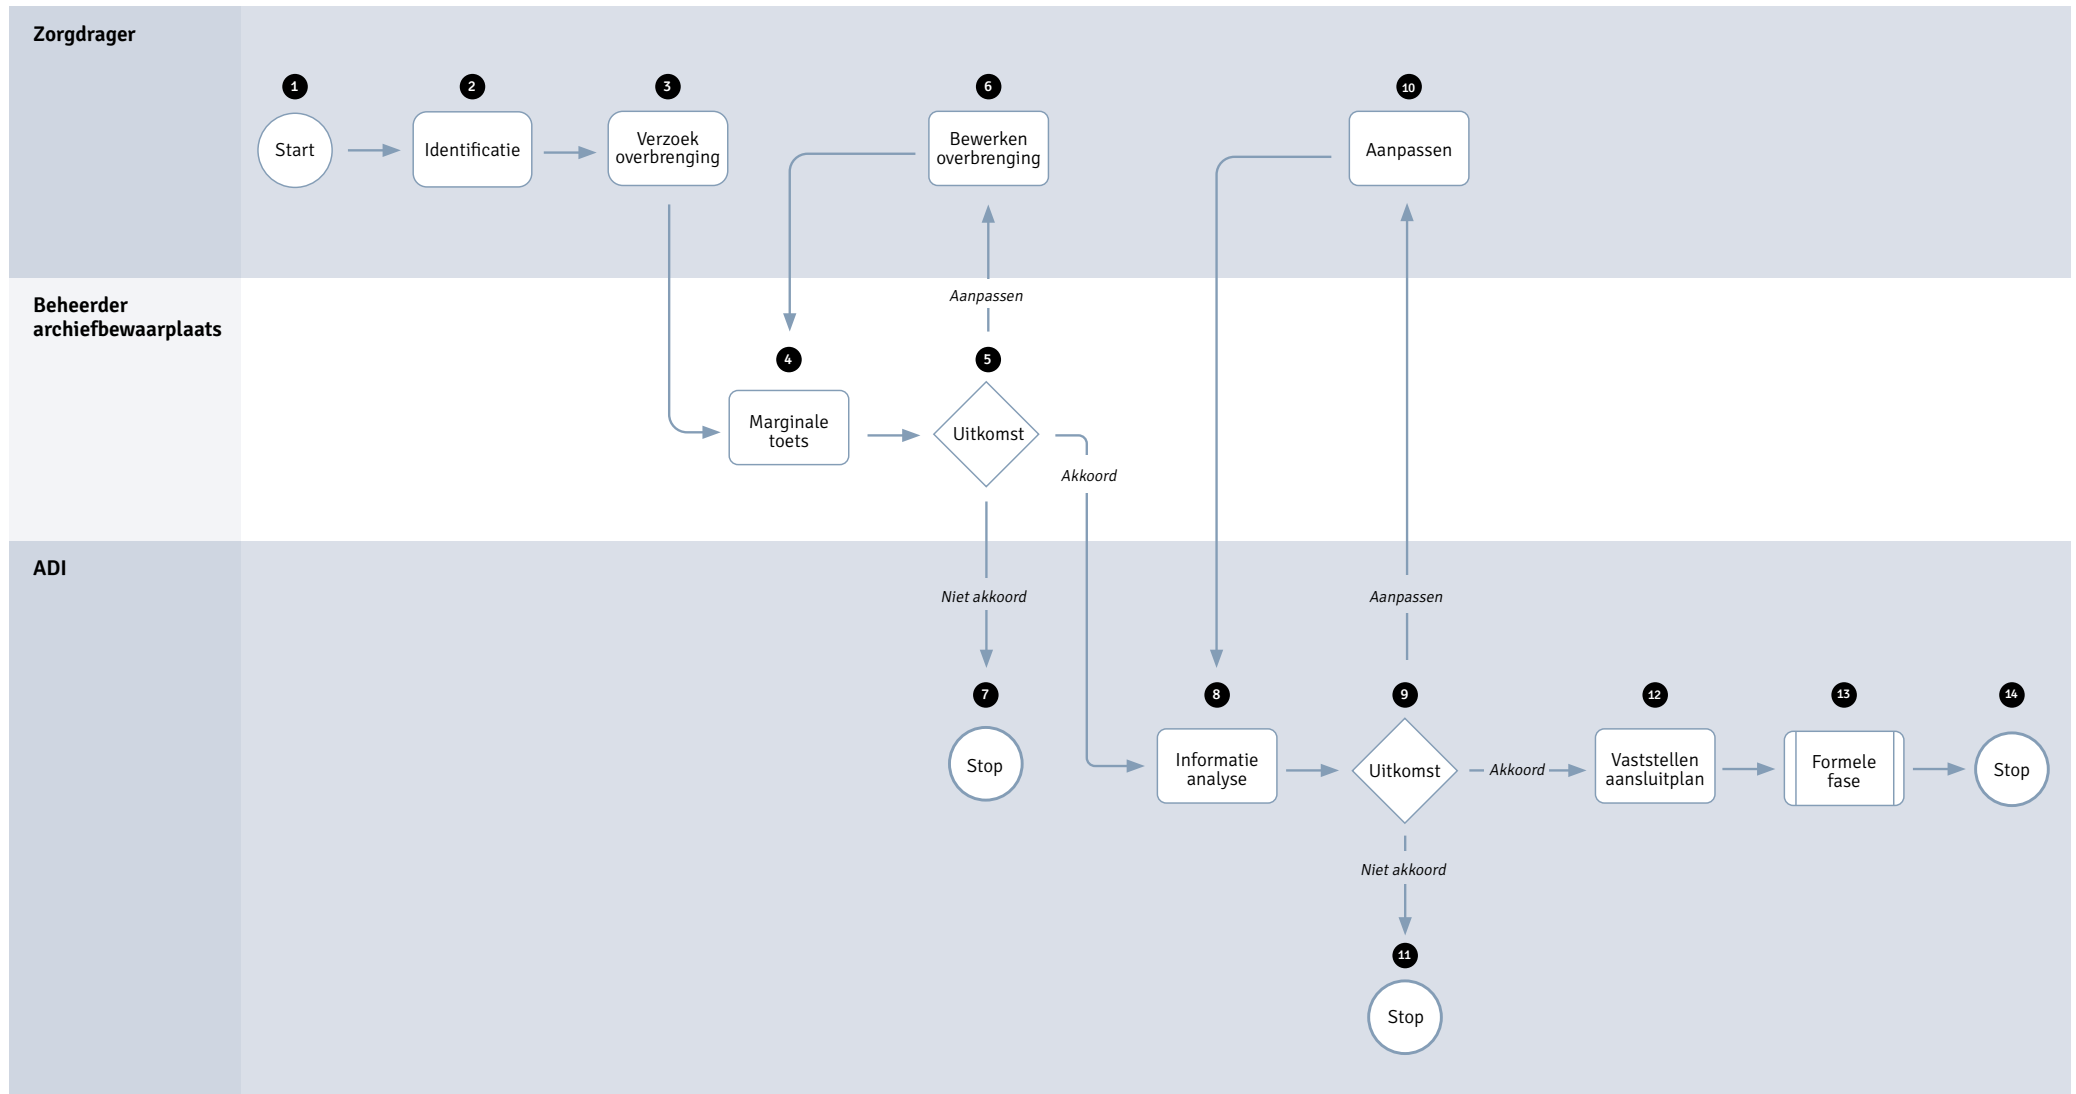 Zorgdrager
1
2
3
6
10
Start
Identificatie
Verzoek
overbrenging
Bewerken
overbrenging
Aanpassen
Beheerder
archiefbewaarplaats
Aanpassen
4
5
Marginale
toets
Uitkomst
Akkoord
ADI
Niet akkoord
Aanpassen
7
8
9
12
13
14
Stop
Informatie
analyse
Uitkomst
Akkoord
Vaststellen
aansluitplan
Formele
fase
Stop
Niet akkoord
11
Stop